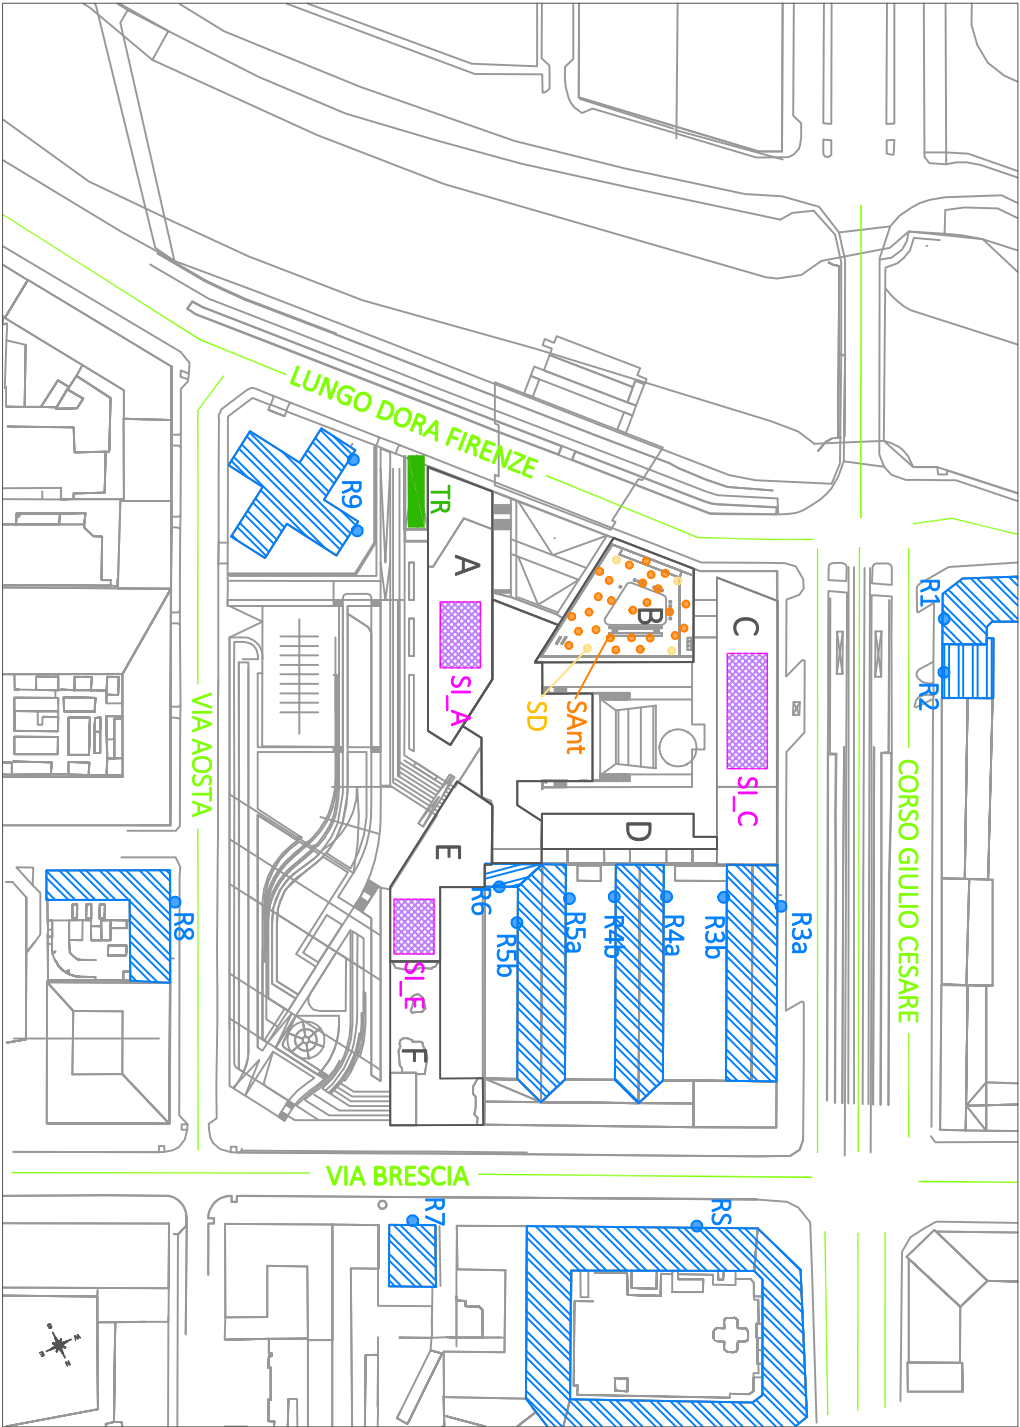 LUNGO DORA FIRENZE
R9
TR
A
B
C
R1
R2
SI_A
SD
SAnt
SI_C
VIA AOSTA
CORSO GIULIO CESARE
D
E
R8
R6
R5b
R5a
R4b
R4a
R3b
R3a
SI_E
F
VIA BRESCIA
R7
RS
S
W
E
N